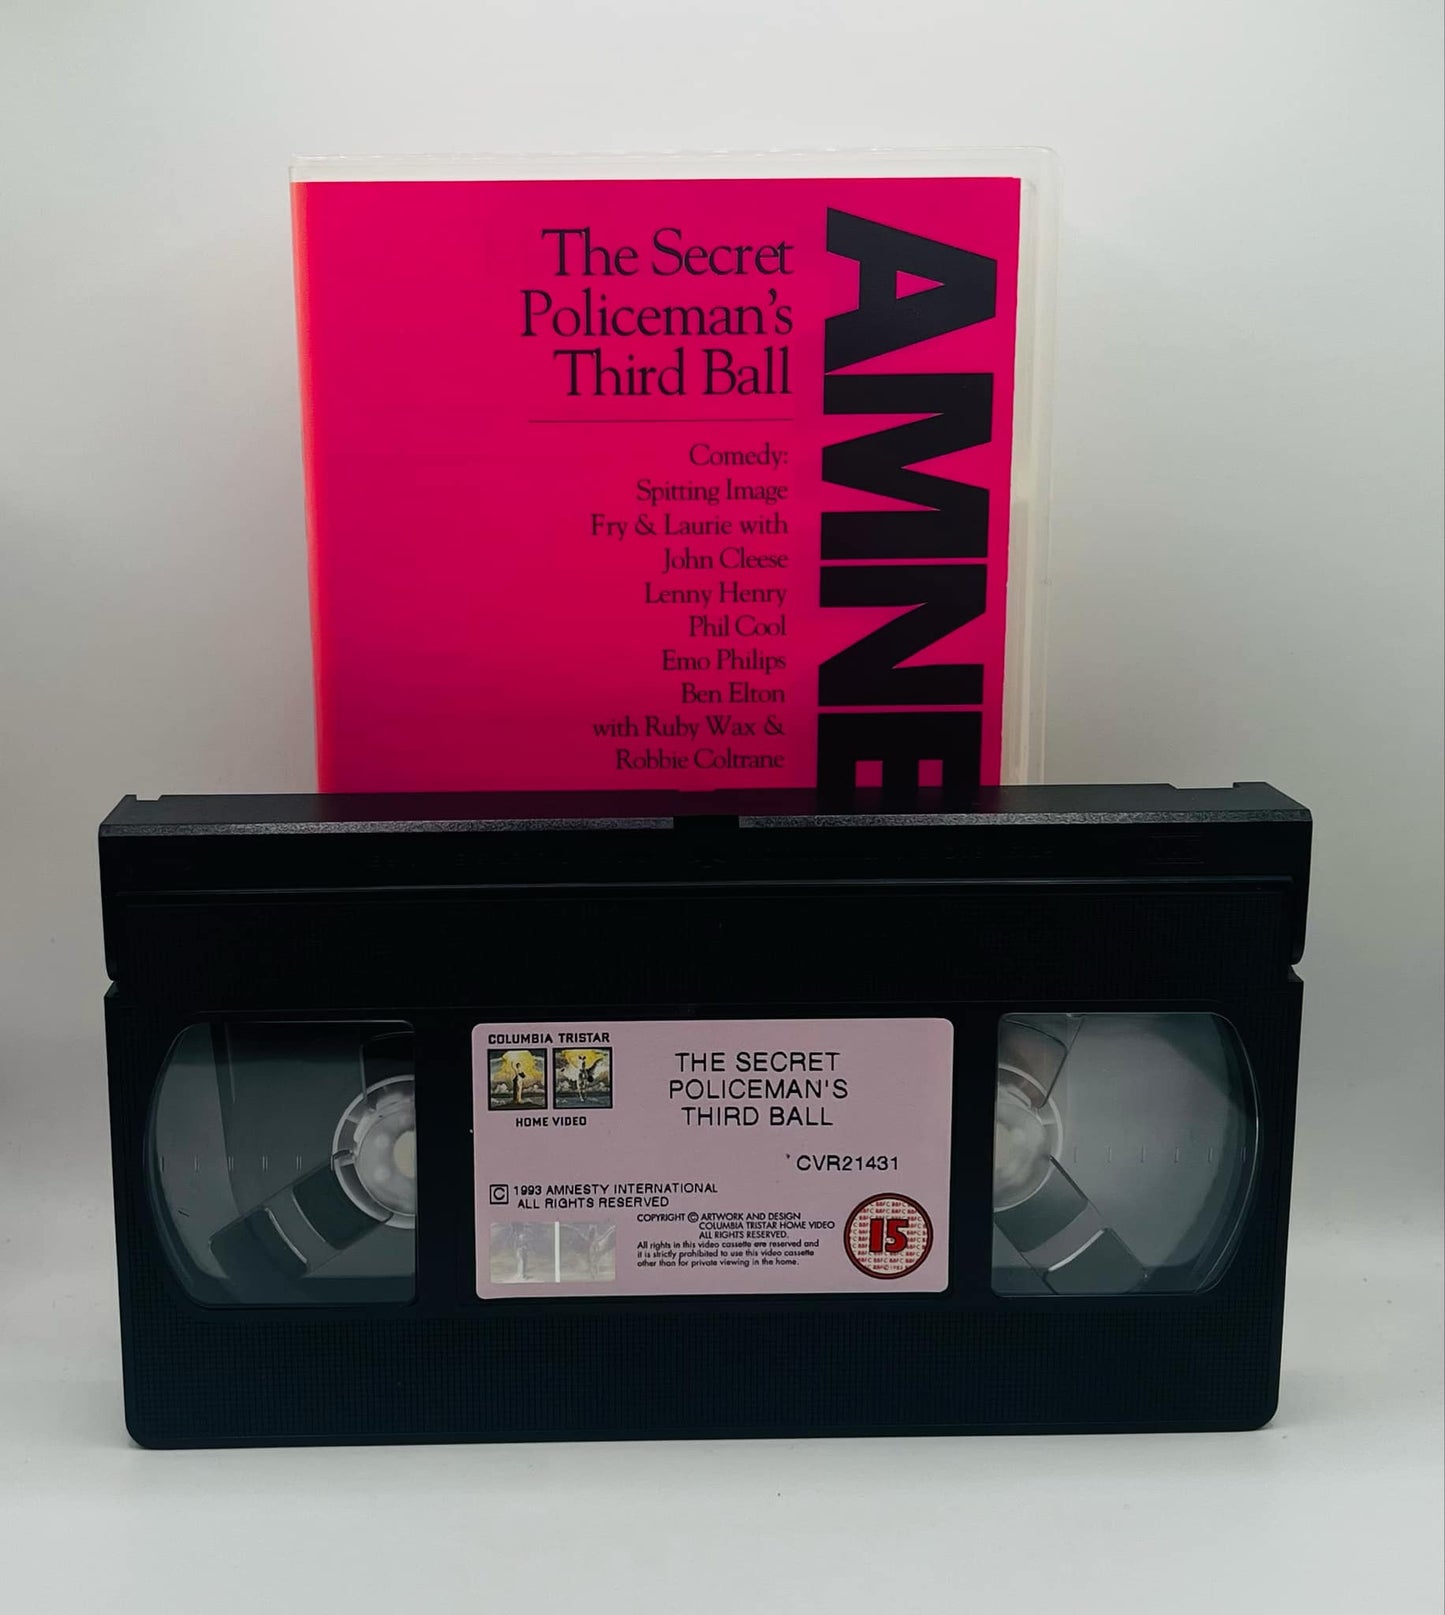 The Secret
Policeman's
Third Ball
Comedy:
Spitting Image
Fry & Laurie with
John Cleese
Lenny Henry
Phil Cool
Emo Philips
Ben Elton
with Ruby Wax &
Robbie Coltrane
AMNE
COLUMBIA TRISTAR
HOME VIDEO
THE SECRET
POLICEMAN'S
THIRD BALL
CVR21431
C 1993 AMNESTY INTERNATIONAL
ALL RIGHTS RESERVED
COPYRIGHT © ARTWORK AND DESIGN
COLUMBIA TRISTAR HOME VIDEO
ALL RIGHTS RESERVED.
All rights in this video cassette are reserved and
it is strictly prohibited to use this video cassette
other than for private viewing in the home.
15